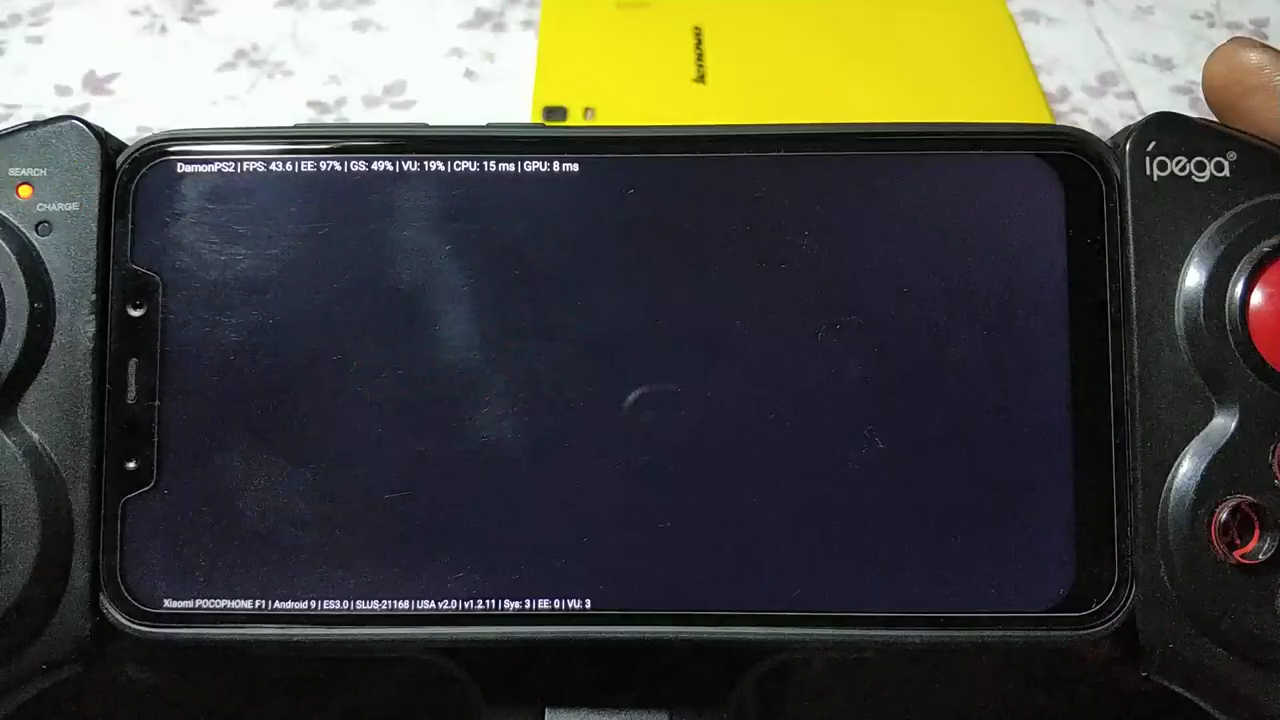 lenovo
SEARCH
CHARGE
ípega®
DamonPS2 | FPS: 43.6 | EE: 97% | GS: 49% | VU: 19% | CPU: 15 ms | GPU: 8 ms
Xiaomi POCOPHONE F1 | Android 9 | ES3.0 | SLUS-21168 | USA v2.0 | v1.2.11 | Sys: 3 | EE: 0 | VU: 3